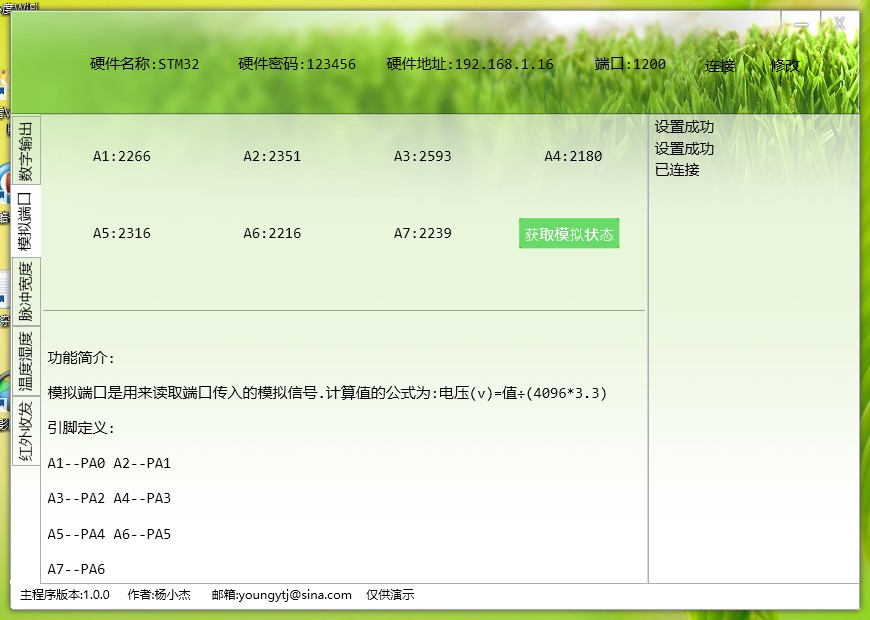 硬件名称:STM32 硬件密码:123456 硬件地址:192.168.1.16 端口:1200 连接 修改
数字输出
模拟端口
脉冲宽度
温度湿度
红外收发
A1:2266 A2:2351 A3:2593 A4:2180
A5:2316 A6:2216 A7:2239 获取模拟状态
功能简介:
模拟端口是用来读取端口传入的模拟信号.计算值的公式为:电压(v)=值÷(4096*3.3)
引脚定义:
A1--PA0 A2--PA1
A3--PA2 A4--PA3
A5--PA4 A6--PA5
A7--PA6
设置成功
设置成功
已连接
主程序版本:1.0.0 作者:杨小杰 邮箱:youngytj@sina.com 仅供演示